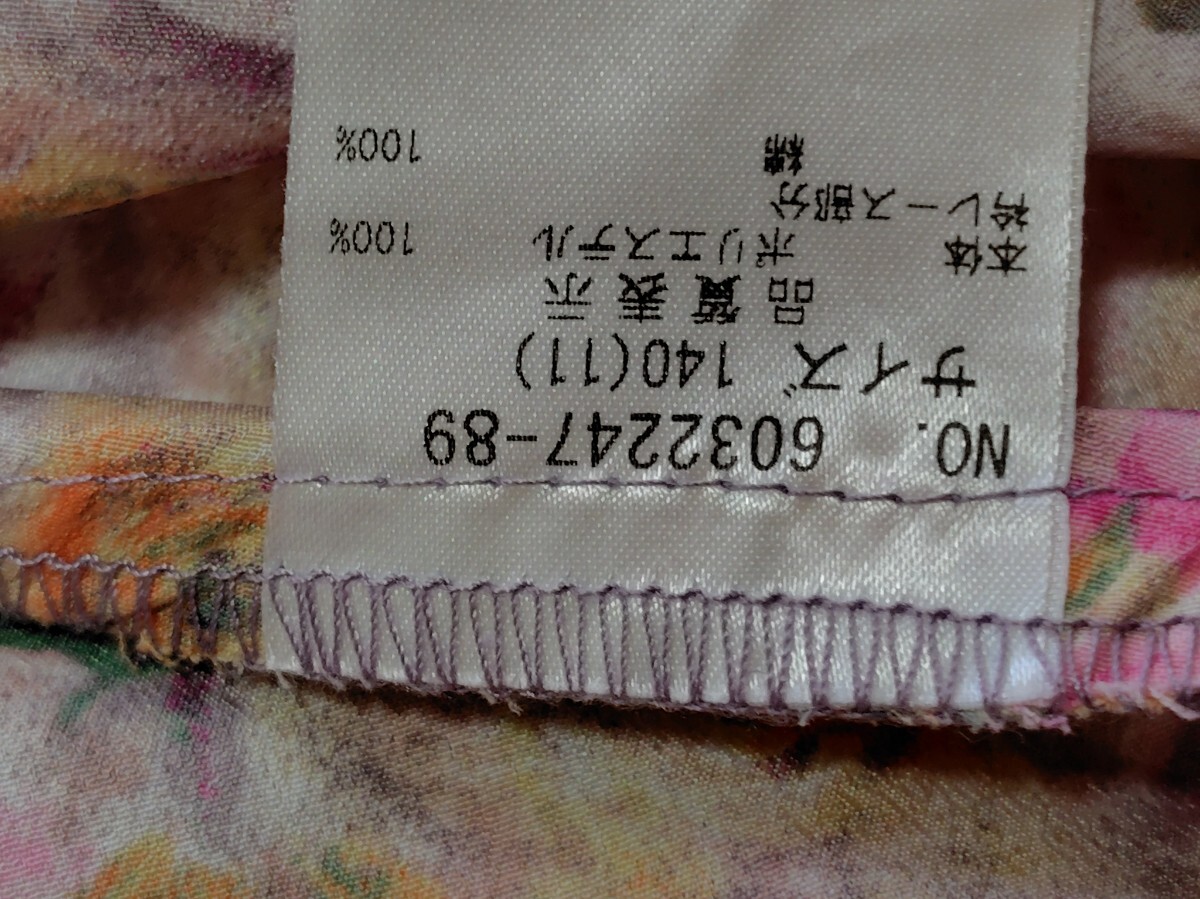 NO. 6032247-89
サイズ 140(11)
品質表示
本体 ポリエステル 100%
衿レース部分
綿 100%